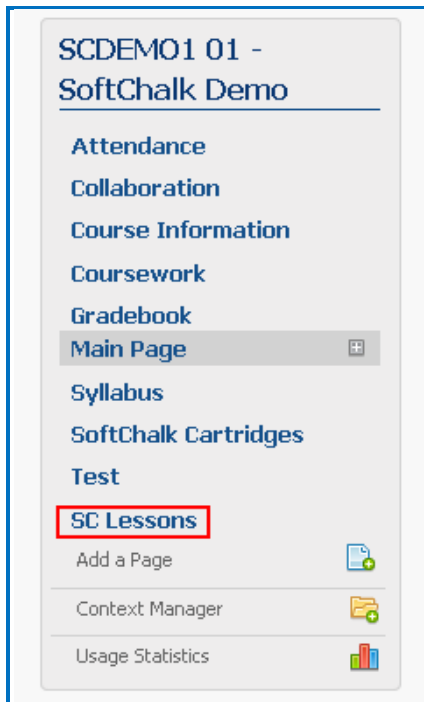 SCDEMO1 01 -
SoftChalk Demo
Attendance
Collaboration
Course Information
Coursework
Gradebook
Main Page
Syllabus
SoftChalk Cartridges
Test
SC Lessons
Add a Page
Context Manager
Usage Statistics